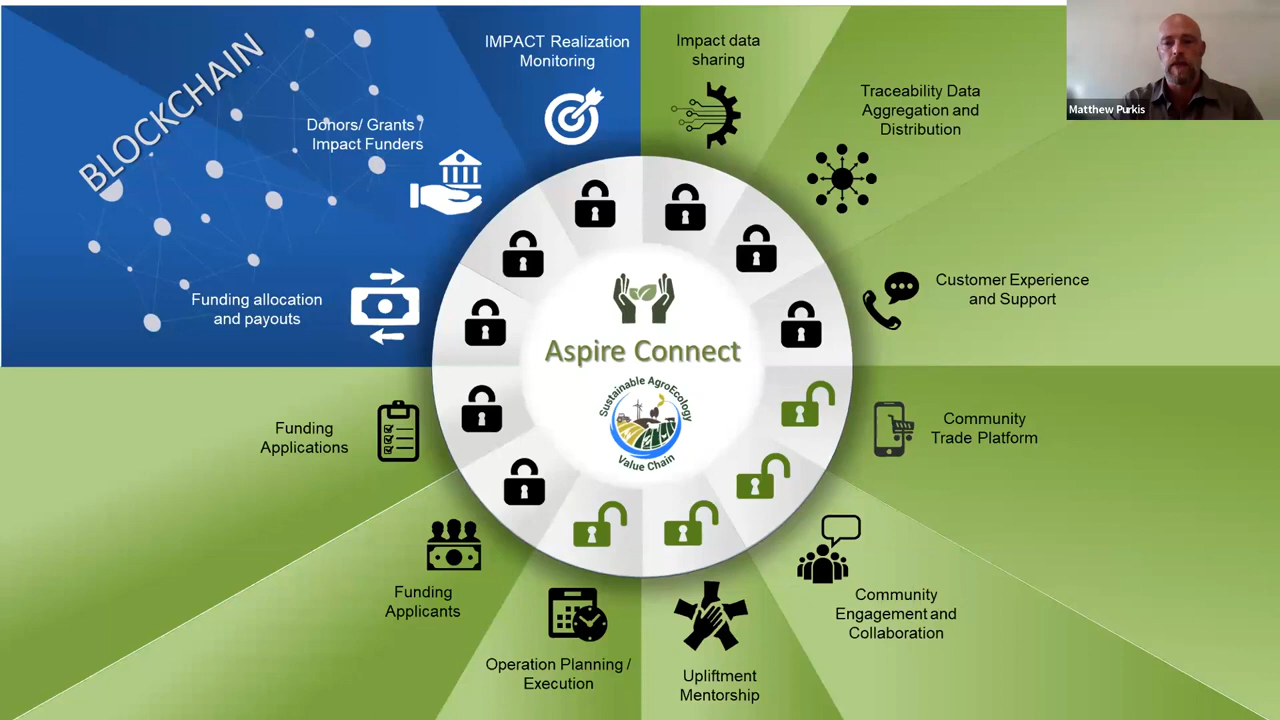 BLOCKCHAIN
IMPACT Realization
Monitoring
Impact data
sharing
Traceability Data
Aggregation and
Distribution
Matthew Purkis
Donors/ Grants /
Impact Funders
Customer Experience
and Support
Funding allocation
and payouts
Aspire Connect
Sustainable AgroEcology
Value Chain
Funding
Applications
Community
Trade Platform
Funding
Applicants
Community
Engagement and
Collaboration
Operation Planning /
Execution
Upliftment
Mentorship